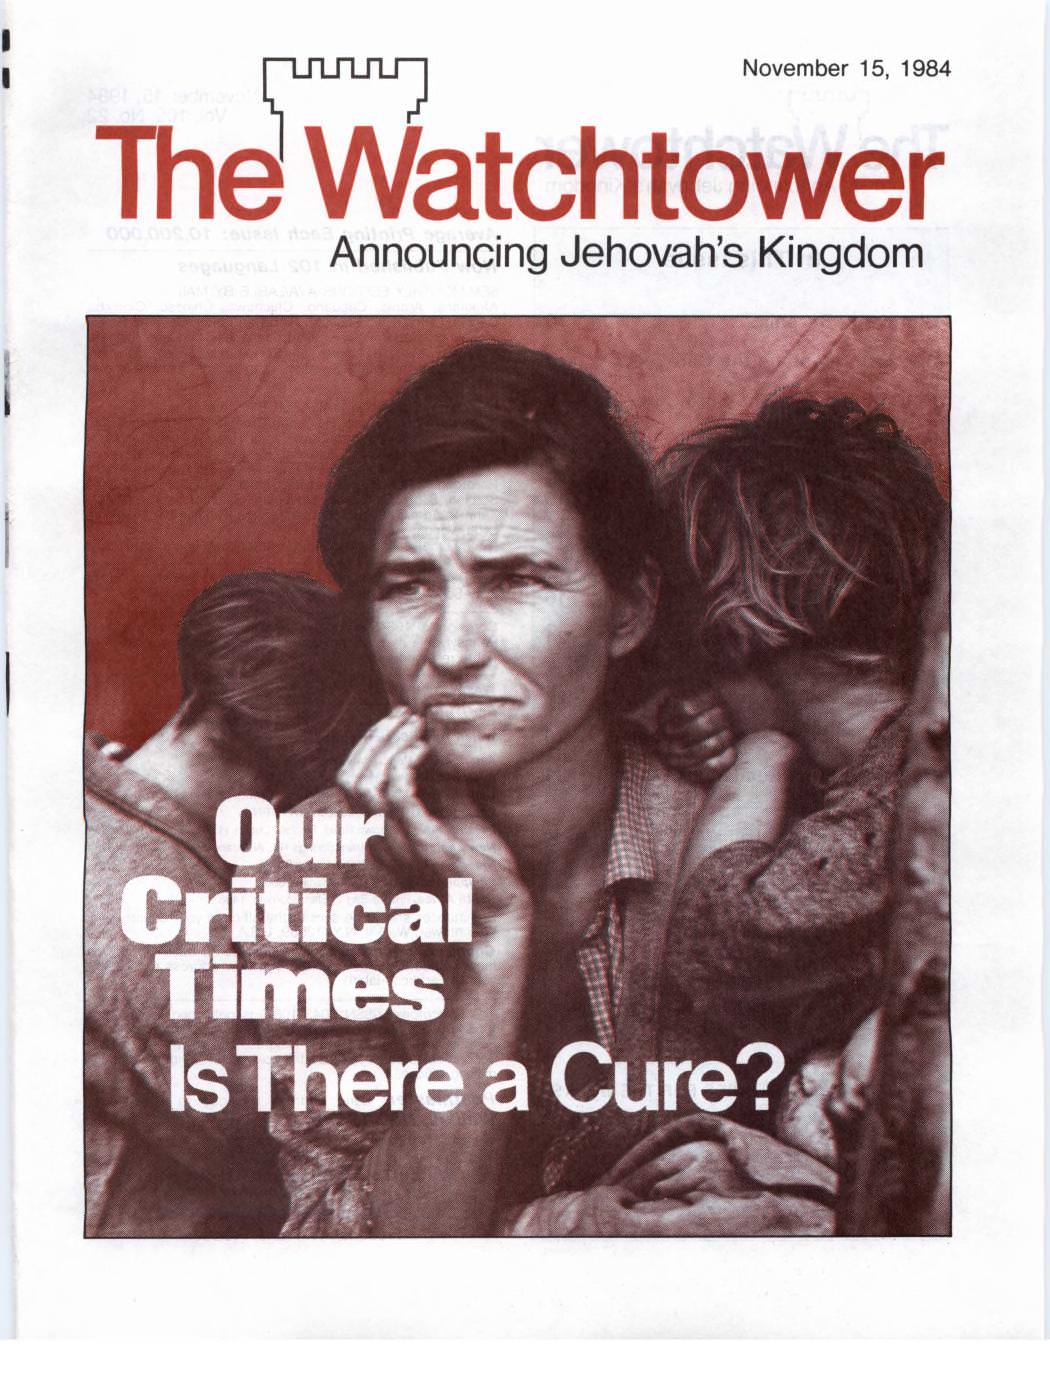 November 15, 1984
The Watchtower
Announcing Jehovah's Kingdom
Our
Critical
Times
Is There a Cure?